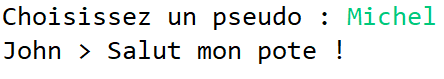 Choisissez un pseudo : Michel
John > Salut mon pote !